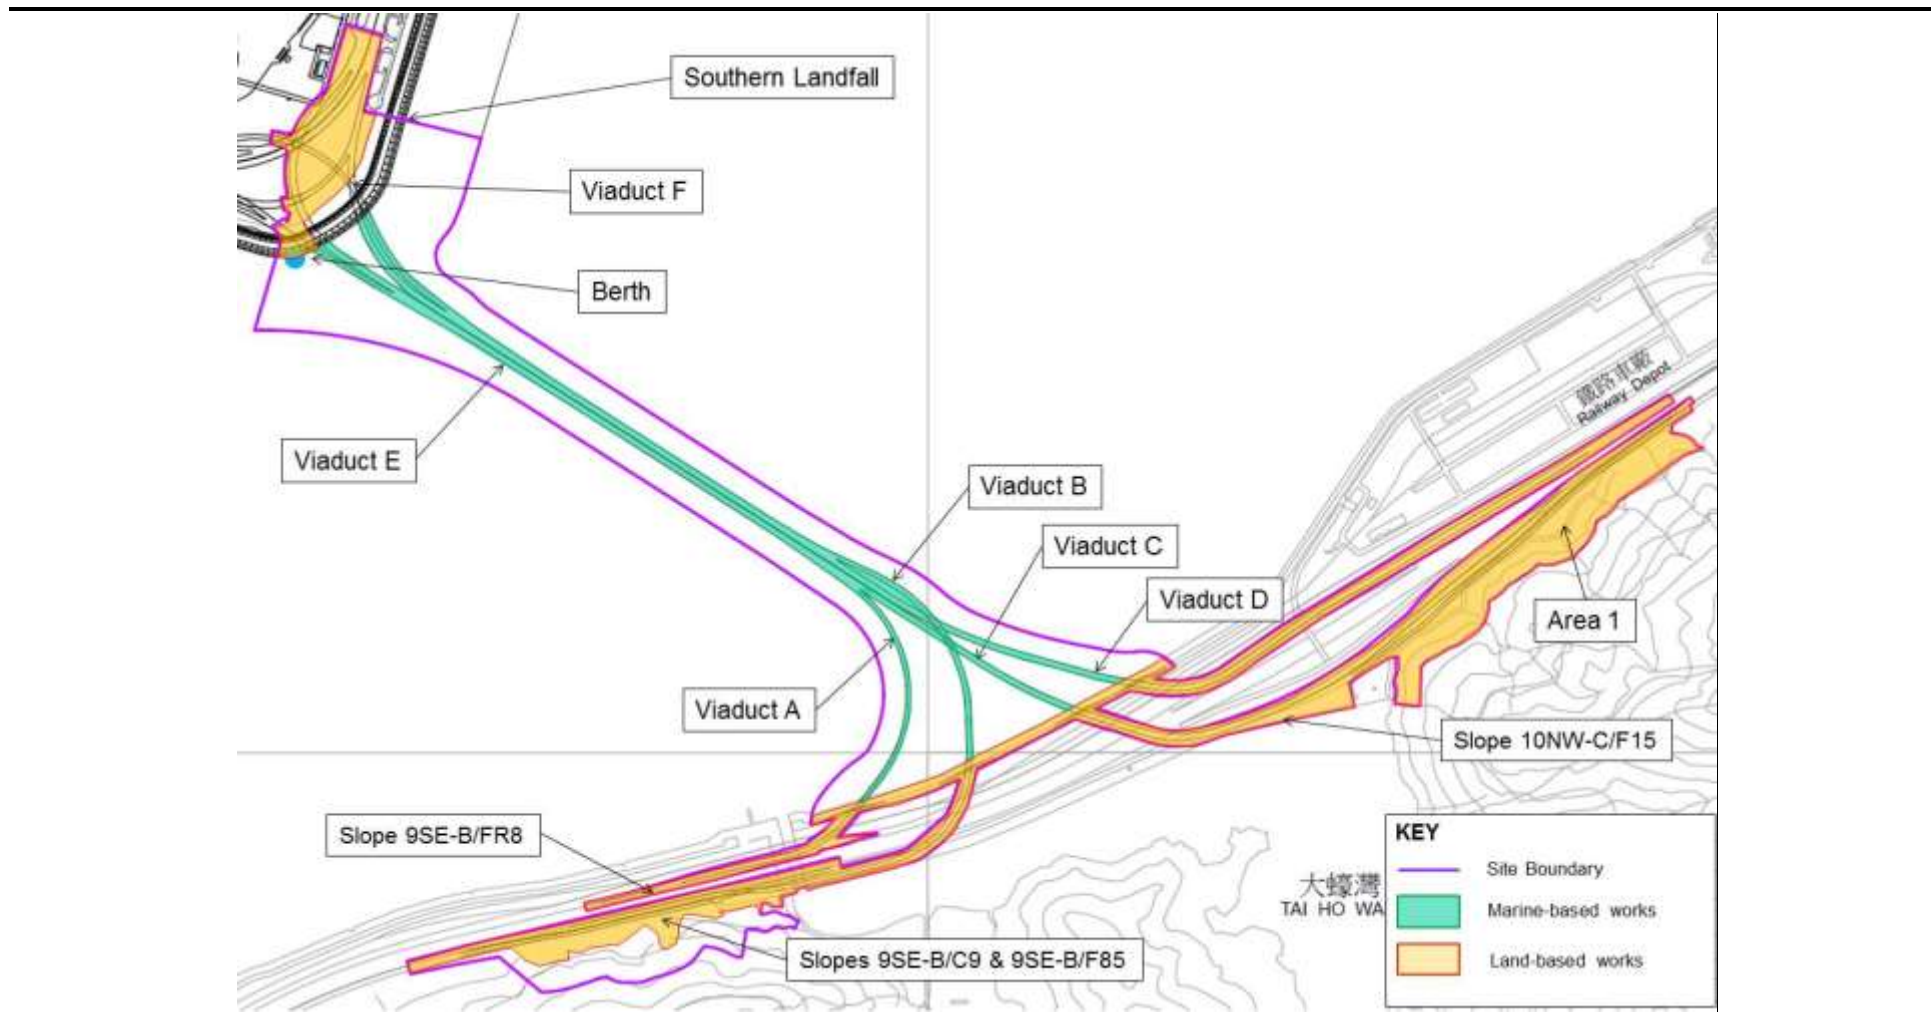 Southern Landfall
Viaduct F
Berth
鐵路車廠
Railway Depot
Viaduct E
Viaduct B
Viaduct C
Viaduct D
Area 1
Viaduct A
Slope 10NW-C/F15
Slope 9SE-B/FR8
KEY
Site Boundary
大蠔灣
TAI HO WA
Marine-based works
Slopes 9SE-B/C9 & 9SE-B/F85
Land-based works